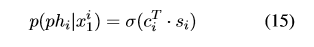 p(ph_i|x_1^i) = σ(c_i^T · s_i) (15)